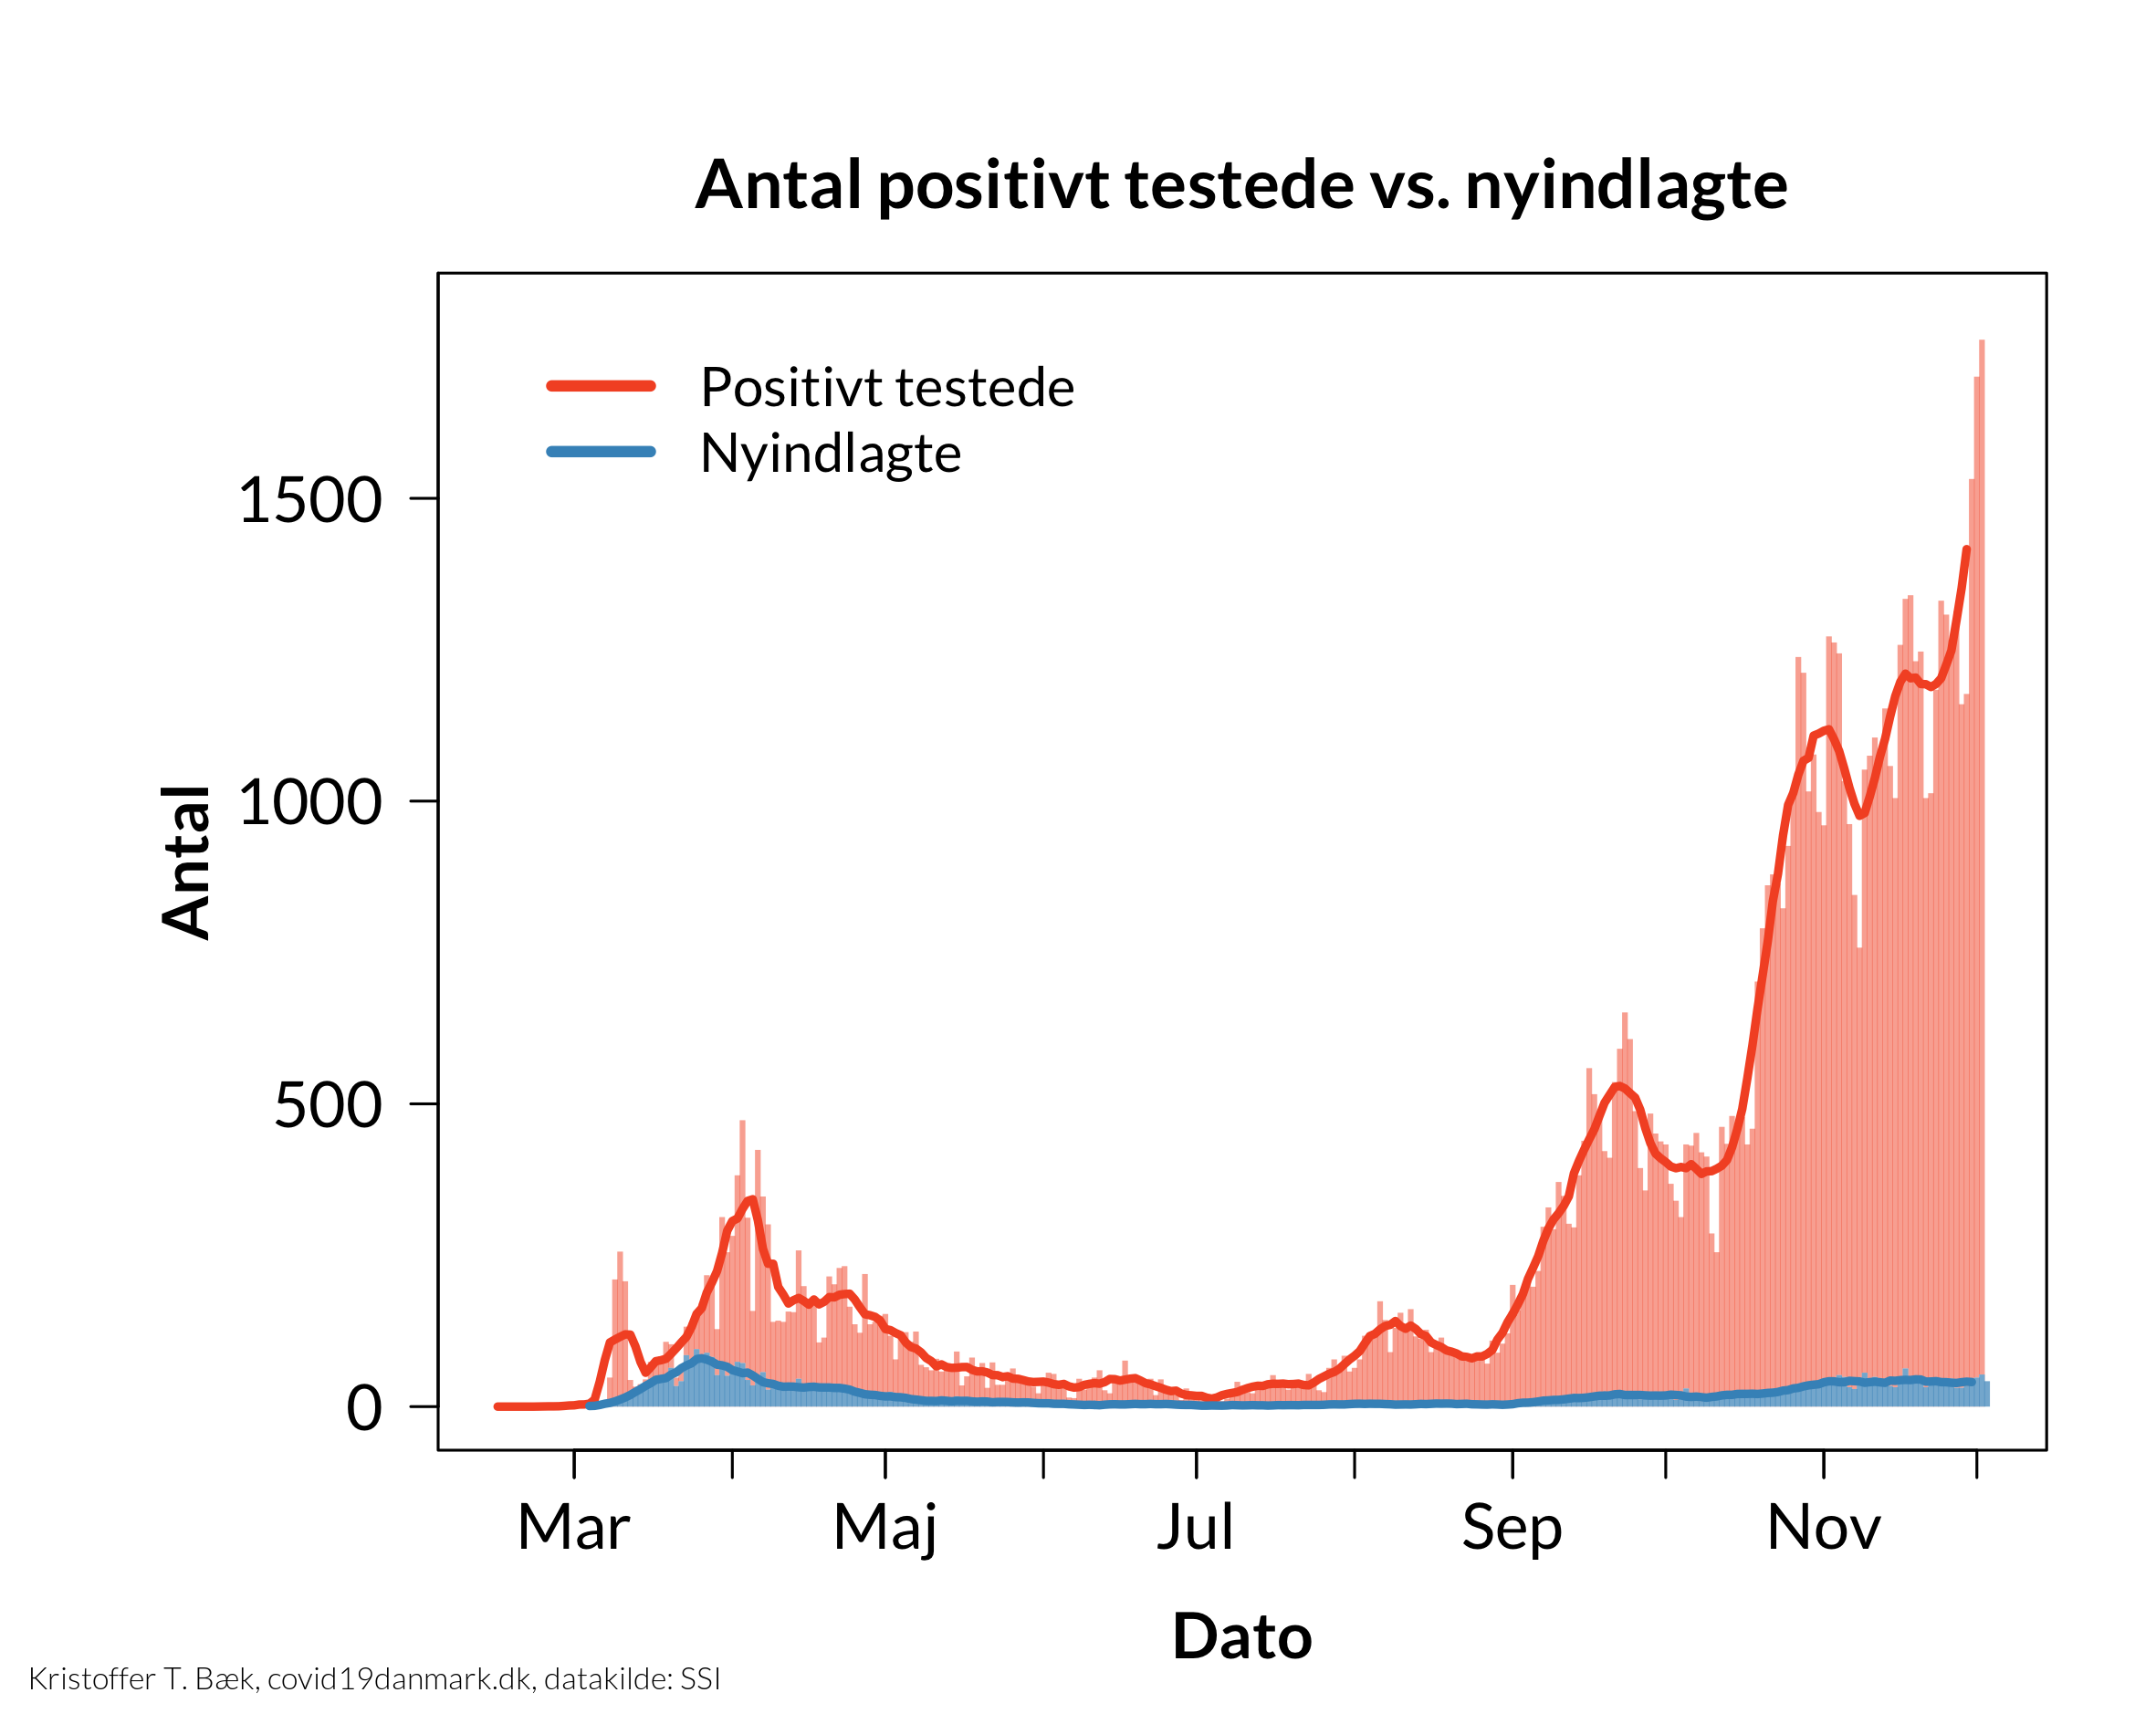 Antal positivt testede vs. nyindlagte
Positivt testede
Nyindlagte
1500
1000
500
0
Antal
Mar
Maj
Jul
Sep
Nov
Dato
Kristoffer T. Bæk, covid19danmark.dk, datakilde: SSI